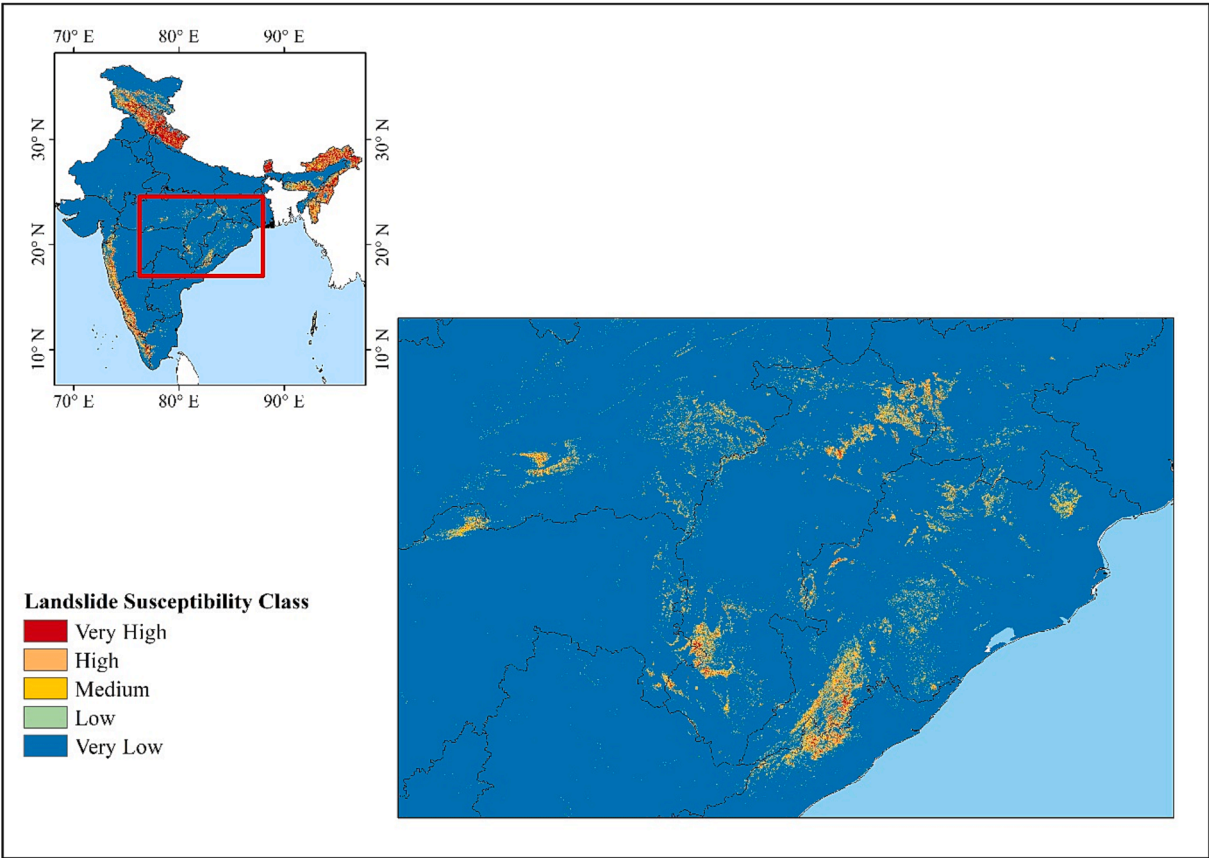 70° E 80° E 90° E
30° N
30° N
20° N
20° N
10° N
10° N
70° E 80° E 90° E
Landslide Susceptibility Class
Very High
High
Medium
Low
Very Low